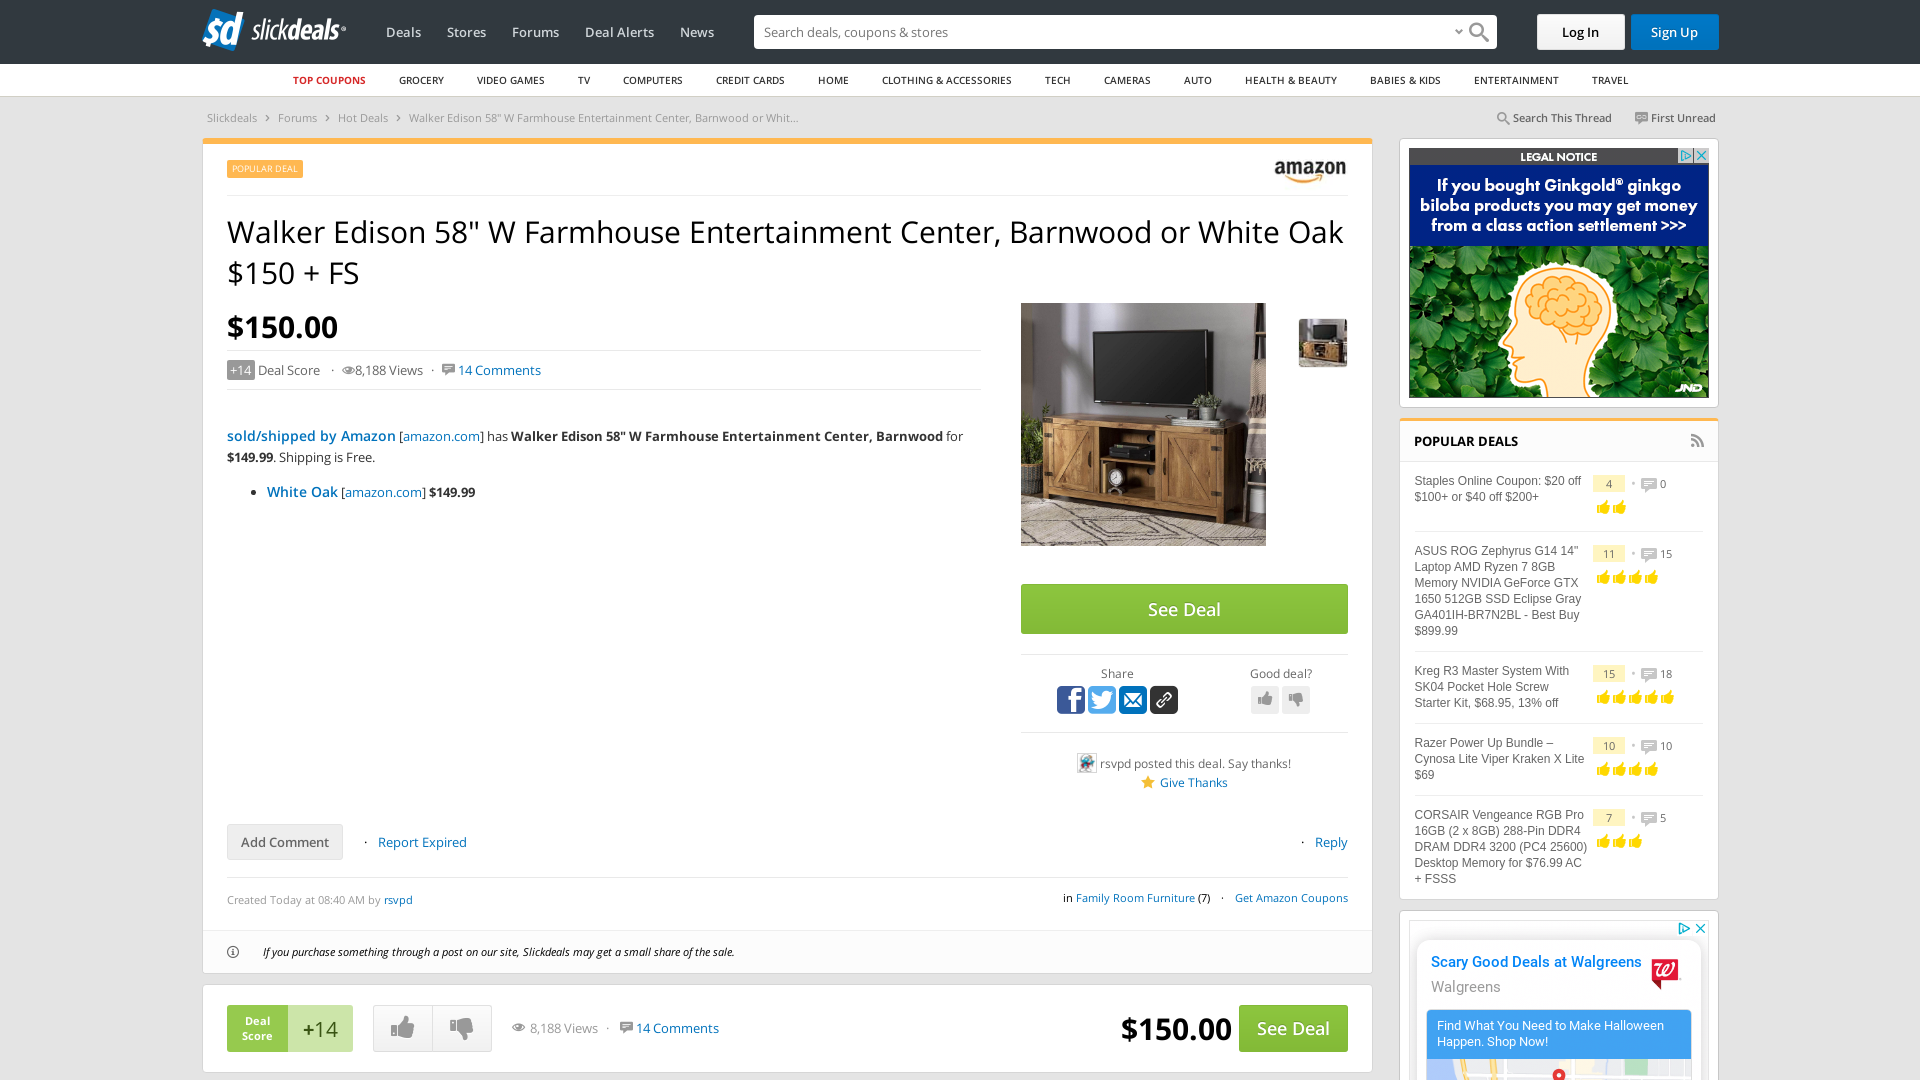 slickdeals
Deals
Stores
Forums
Deal Alerts
News
Search deals, coupons & stores
Log In
Sign Up
TOP COUPONS
GROCERY
VIDEO GAMES
TV
COMPUTERS
CREDIT CARDS
HOME
CLOTHING & ACCESSORIES
TECH
CAMERAS
AUTO
HEALTH & BEAUTY
BABIES & KIDS
ENTERTAINMENT
TRAVEL
Slickdeals > Forums > Hot Deals > Walker Edison 58" W Farmhouse Entertainment Center, Barnwood or Whit...
Search This Thread
First Unread
POPULAR DEAL
amazon
Walker Edison 58" W Farmhouse Entertainment Center, Barnwood or White Oak
$150 + FS
$150.00
+14 Deal Score · 8,188 Views · 14 Comments
sold/shipped by Amazon [amazon.com] has Walker Edison 58" W Farmhouse Entertainment Center, Barnwood for
$149.99. Shipping is Free.
• White Oak [amazon.com] $149.99
See Deal
Share
Good deal?
rsvpd posted this deal. Say thanks!
Give Thanks
Add Comment
· Report Expired
· Reply
Created Today at 08:40 AM by rsvpd
in Family Room Furniture (7) · Get Amazon Coupons
If you purchase something through a post on our site, Slickdeals may get a small share of the sale.
Deal
Score
+14
8,188 Views · 14 Comments
$150.00
See Deal
LEGAL NOTICE
If you bought Ginkgold® ginkgo
biloba products you may get money
from a class action settlement >>>
JND
POPULAR DEALS
Staples Online Coupon: $20 off
$100+ or $40 off $200+
4 • 0
ASUS ROG Zephyrus G14 14"
Laptop AMD Ryzen 7 8GB
Memory NVIDIA GeForce GTX
1650 512GB SSD Eclipse Gray
GA401IH-BR7N2BL - Best Buy
$899.99
11 • 15
Kreg R3 Master System With
SK04 Pocket Hole Screw
Starter Kit, $68.95, 13% off
15 • 18
Razer Power Up Bundle –
Cynosa Lite Viper Kraken X Lite
$69
10 • 10
CORSAIR Vengeance RGB Pro
16GB (2 x 8GB) 288-Pin DDR4
DRAM DDR4 3200 (PC4 25600)
Desktop Memory for $76.99 AC
+ FSSS
7 • 5
Scary Good Deals at Walgreens
Walgreens
Find What You Need to Make Halloween
Happen. Shop Now!